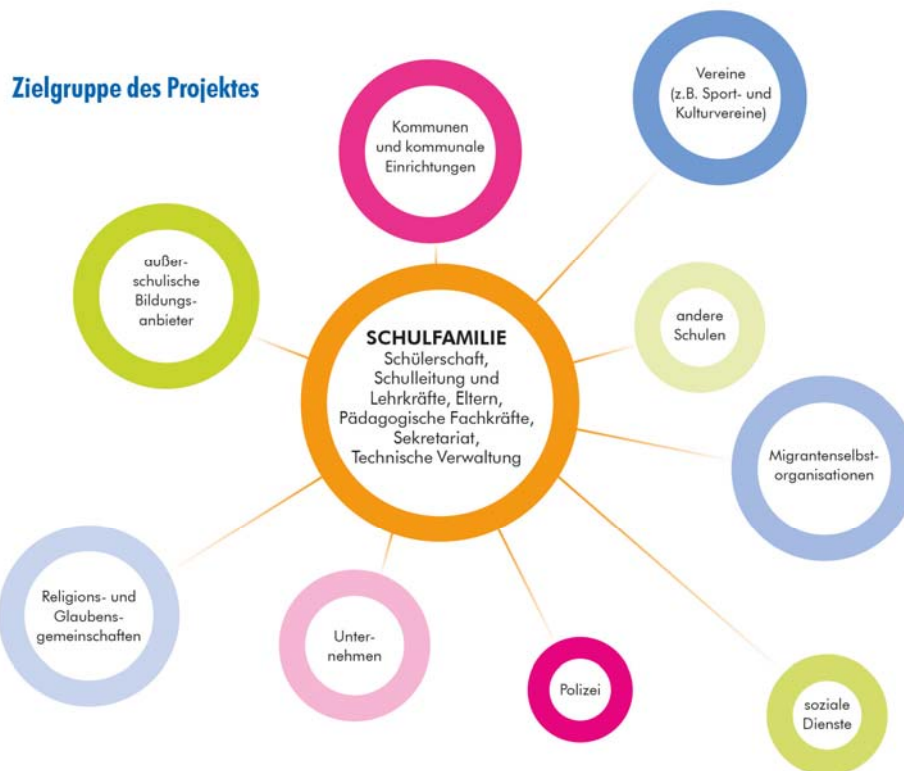 Zielgruppe des Projektes
Kommunen
und kommunale
Einrichtungen
Vereine
(z.B. Sport- und
Kulturvereine)
außer-
schulische
Bildungs-
anbieter
SCHULFAMILIE
Schülerschaft,
Schulleitung und
Lehrkräfte, Eltern,
Pädagogische Fachkräfte,
Sekretariat,
Technische Verwaltung
andere
Schulen
Migrantenselbst-
organisationen
Religions- und
Glaubens-
gemeinschaften
Unter-
nehmen
Polizei
soziale
Dienste